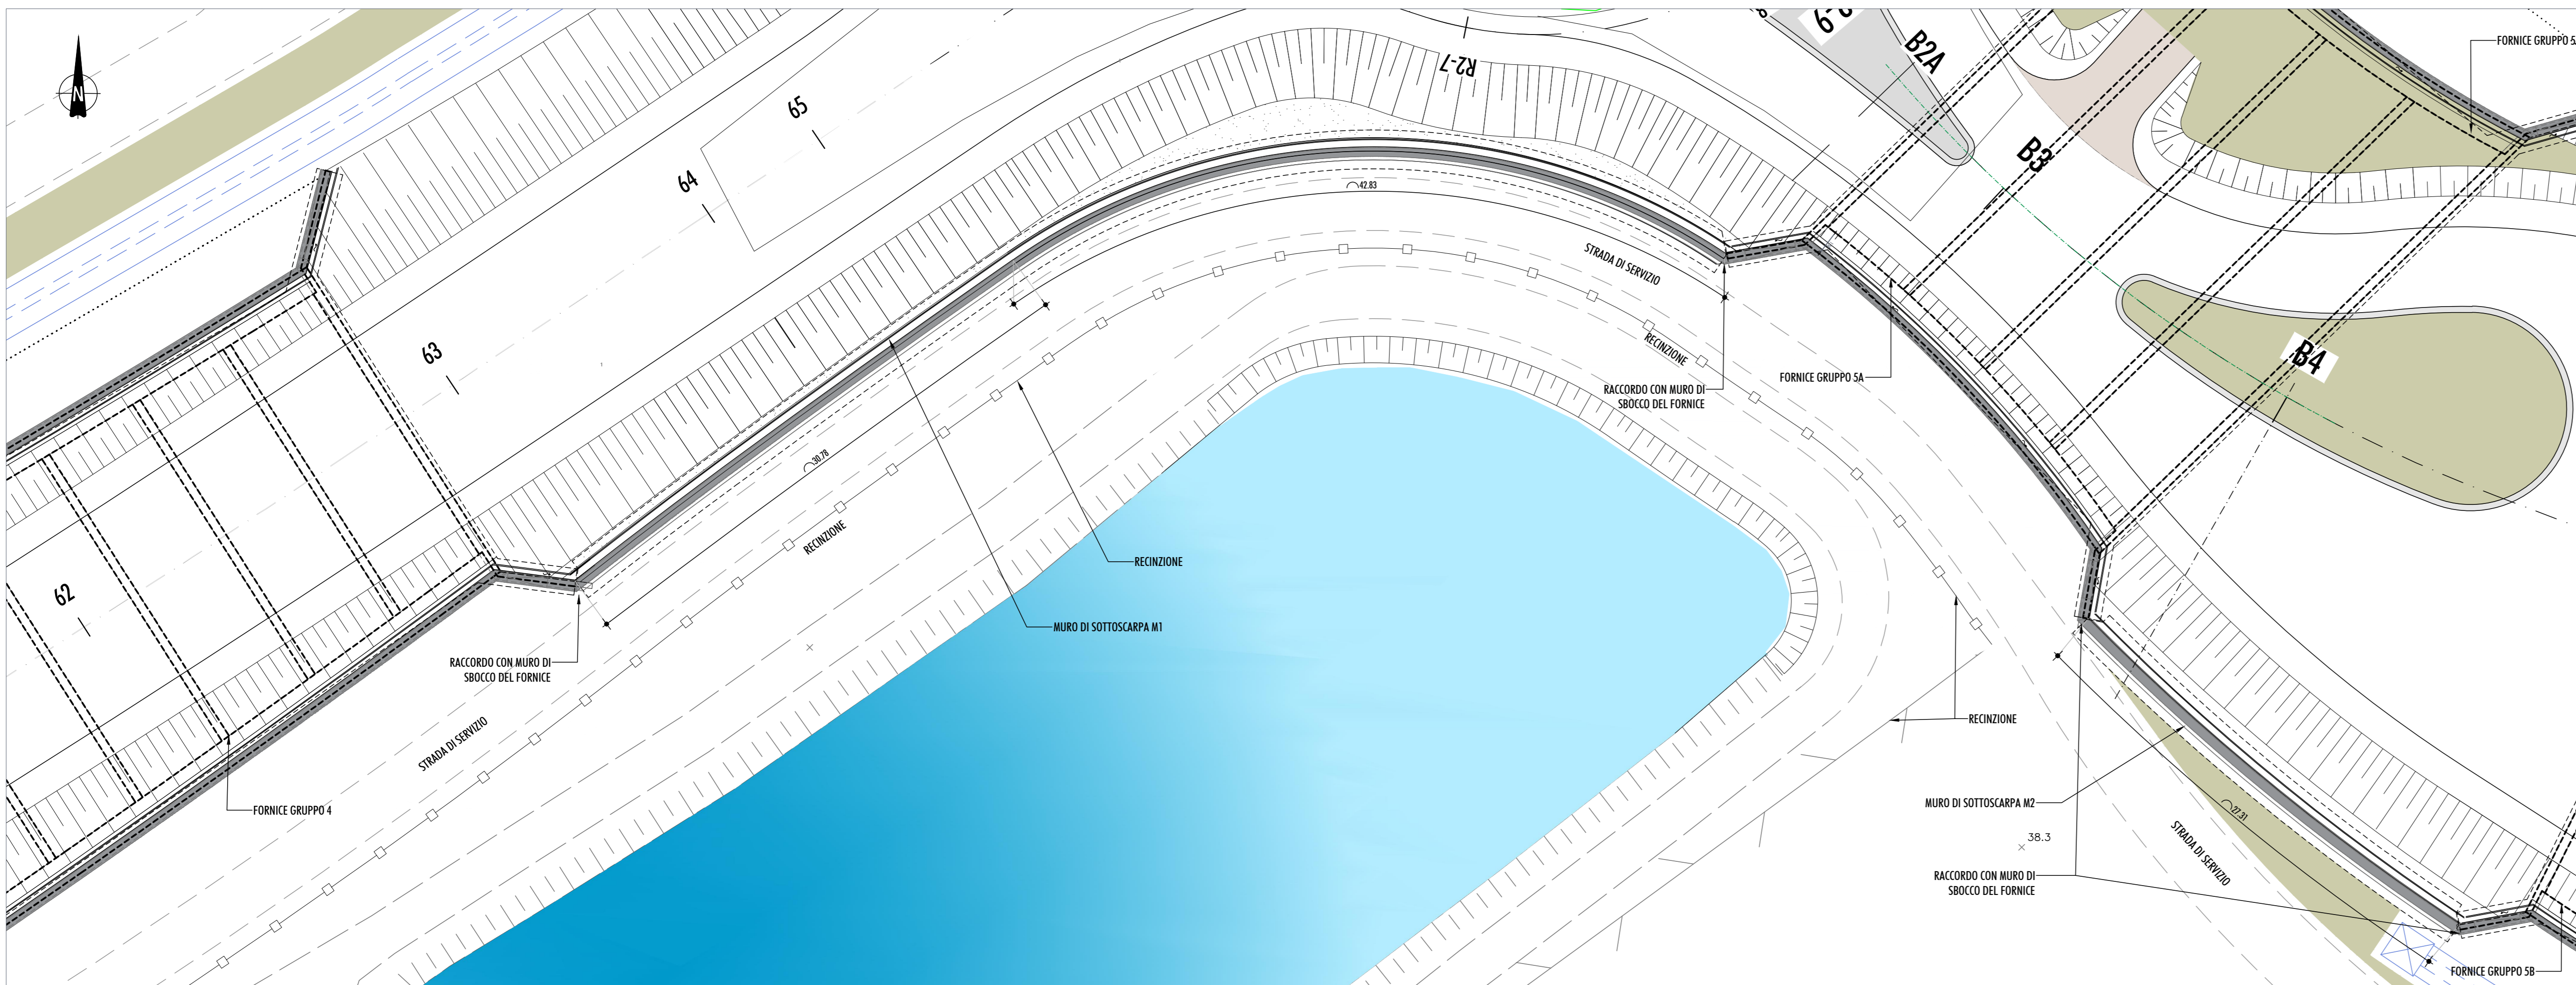 N
R2-7
B2A
FORNICE GRUPPO 5
65
64
63
62
42.83
B3
STRADA DI SERVIZIO
RECINZIONE
RACCORDO CON MURO DI
SBOCCO DEL FORNICE
FORNICE GRUPPO 5A
B4
30.78
RECINZIONE
RECINZIONE
MURO DI SOTTOSCARPA M1
RACCORDO CON MURO DI
SBOCCO DEL FORNICE
STRADA DI SERVIZIO
FORNICE GRUPPO 4
RECINZIONE
MURO DI SOTTOSCARPA M2
27.31
38.3
STRADA DI SERVIZIO
RACCORDO CON MURO DI
SBOCCO DEL FORNICE
FORNICE GRUPPO 5B